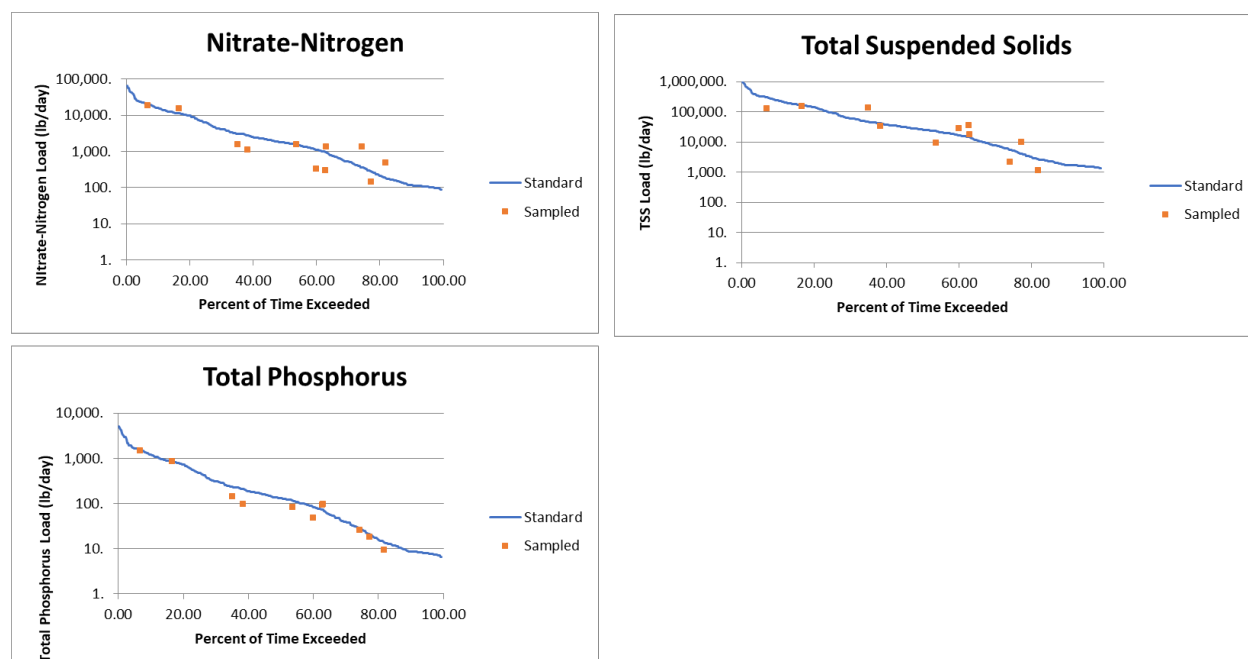 Nitrate-Nitrogen
Nitrate-Nitrogen Load (lb/day)
100,000.
10,000.
1,000.
100.
10.
1.
0.00 20.00 40.00 60.00 80.00 100.00
Percent of Time Exceeded
Standard
Sampled
Total Suspended Solids
TSS Load (lb/day)
1,000,000.
100,000.
10,000.
1,000.
100.
10.
1.
0.00 20.00 40.00 60.00 80.00 100.00
Percent of Time Exceeded
Standard
Sampled
Total Phosphorus
Total Phosphorus Load (lb/day)
10,000.
1,000.
100.
10.
1.
0.00 20.00 40.00 60.00 80.00 100.00
Percent of Time Exceeded
Standard
Sampled